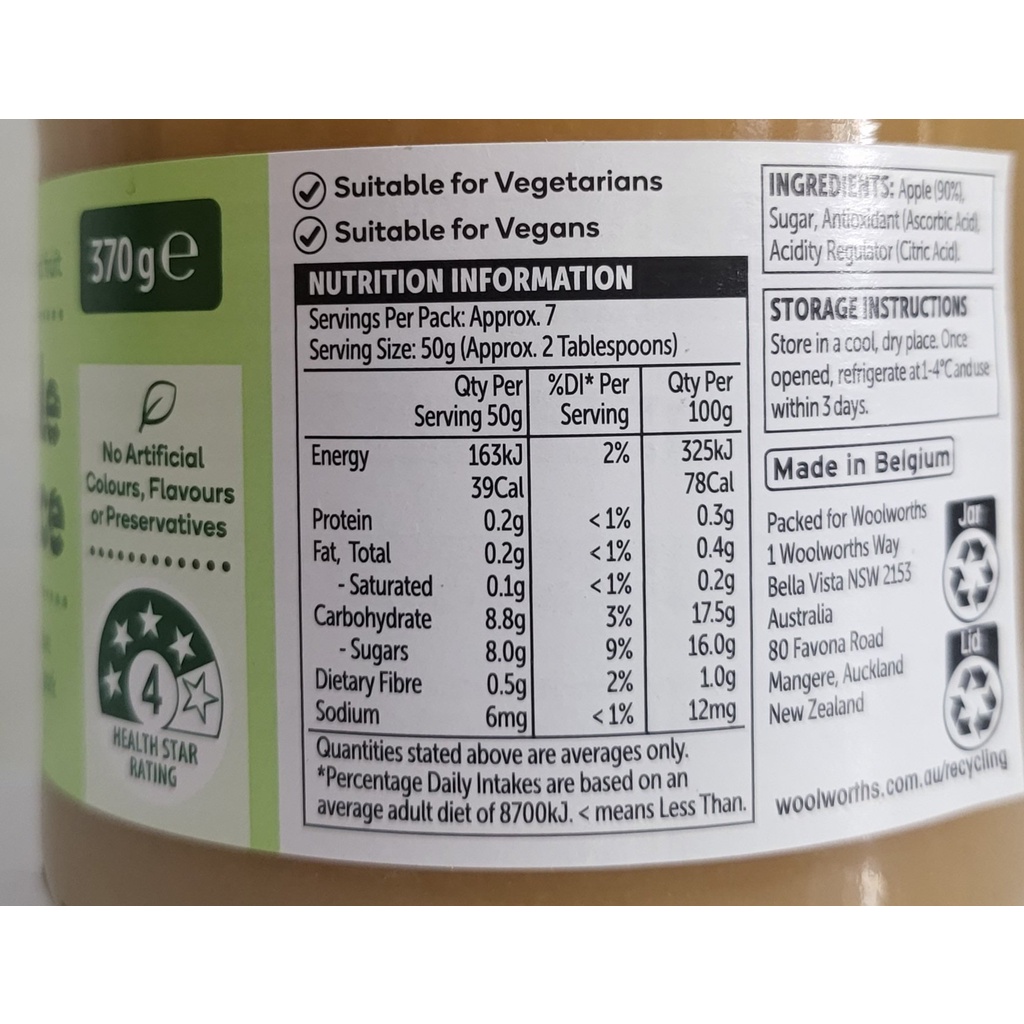 370g e
No Artificial
Colours, Flavours
or Preservatives
4
HEALTH STAR
RATING
Suitable for Vegetarians
Suitable for Vegans
NUTRITION INFORMATION
Servings Per Pack: Approx. 7
Serving Size: 50g (Approx. 2 Tablespoons)
Qty Per Serving 50g %DI* Per Serving Qty Per 100g
Energy 163kJ 2% 325kJ
39Cal 78Cal
Protein 0.2g <1% 0.3g
Fat, Total 0.2g <1% 0.4g
- Saturated 0.1g <1% 0.2g
Carbohydrate 8.8g 3% 17.5g
- Sugars 8.0g 9% 16.0g
Dietary Fibre 0.5g 2% 1.0g
Sodium 6mg <1% 12mg
Quantities stated above are averages only.
*Percentage Daily Intakes are based on an
average adult diet of 8700kJ. < means Less Than.
INGREDIENTS: Apple (90%),
Sugar, Antioxidant (Ascorbic Acid),
Acidity Regulator (Citric Acid).
STORAGE INSTRUCTIONS
Store in a cool, dry place. Once
opened, refrigerate at 1-4°C and use
within 3 days.
Made in Belgium
Packed for Woolworths
1 Woolworths Way
Bella Vista NSW 2153
Australia
80 Favona Road
Mangere, Auckland
New Zealand
Jar
Lid
woolworths.com.au/recycling